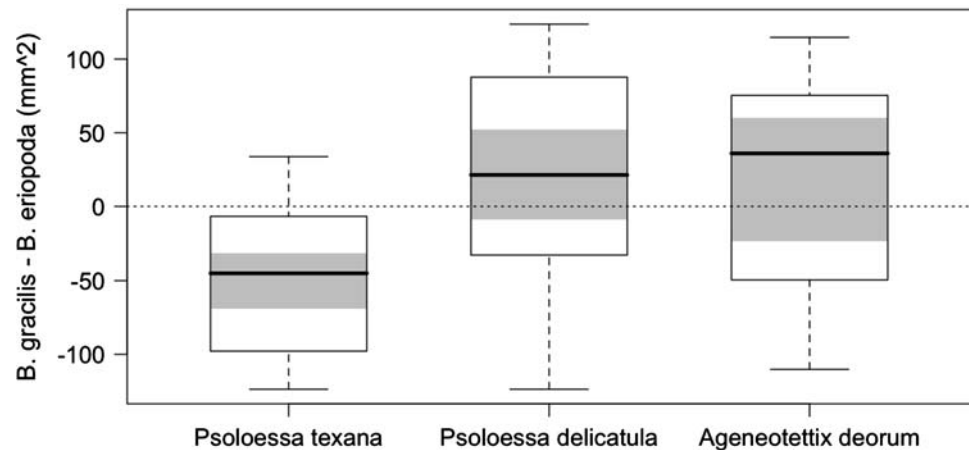 B. gracilis - B. eriopoda (mm^2)
100
50
0
-50
-100
Psoloessa texana
Psoloessa delicatula
Ageneotettix deorum